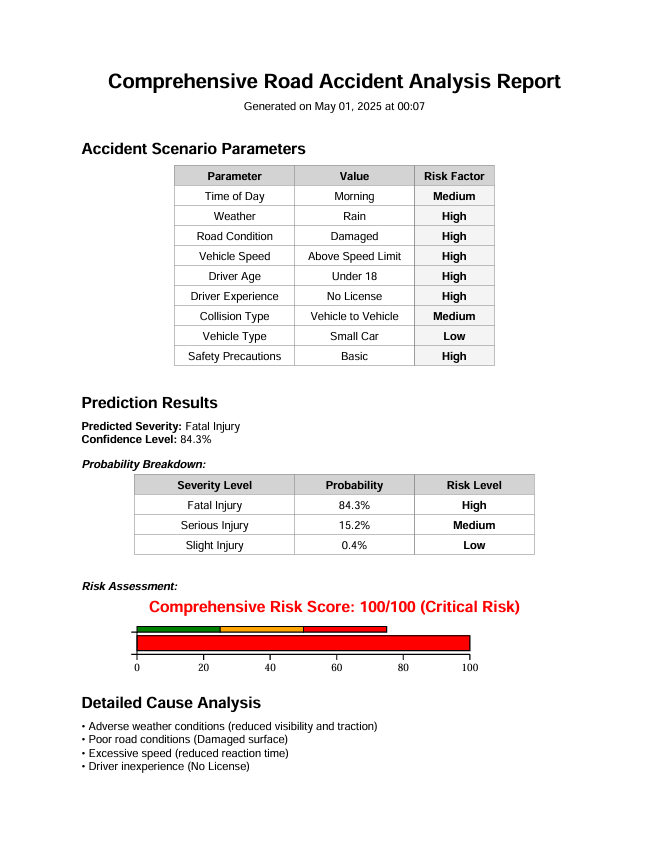 Comprehensive Road Accident Analysis Report
Generated on May 01, 2025 at 00:07
Accident Scenario Parameters
Parameter Value Risk Factor
Time of Day Morning Medium
Weather Rain High
Road Condition Damaged High
Vehicle Speed Above Speed Limit High
Driver Age Under 18 High
Driver Experience No License High
Collision Type Vehicle to Vehicle Medium
Vehicle Type Small Car Low
Safety Precautions Basic High
Prediction Results
Predicted Severity: Fatal Injury
Confidence Level: 84.3%
Probability Breakdown:
Severity Level Probability Risk Level
Fatal Injury 84.3% High
Serious Injury 15.2% Medium
Slight Injury 0.4% Low
Risk Assessment:
Comprehensive Risk Score: 100/100 (Critical Risk)
0 20 40 60 80 100
Detailed Cause Analysis
• Adverse weather conditions (reduced visibility and traction)
• Poor road conditions (Damaged surface)
• Excessive speed (reduced reaction time)
• Driver inexperience (No License)